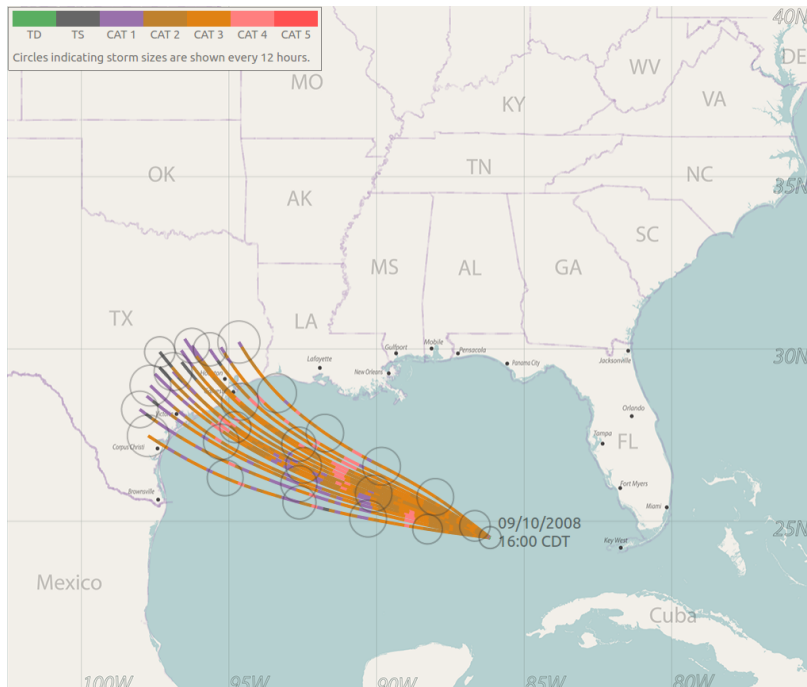 TD TS CAT 1 CAT 2 CAT 3 CAT 4 CAT 5
Circles indicating storm sizes are shown every 12 hours.
40N
DE
MO
WV
KY
VA
OK
TN
NC
35N
AK
SC
MS
AL
GA
TX
LA
30N
Gulfport
Mobile
Pensacola
Lafayette
New Orleans
Panama City
Jacksonville
Orlando
Tampa
FL
Corpus Christi
Fort Myers
Brownsville
Miami
09/10/2008
16:00 CDT
25N
Key West
Mexico
Cuba
100W
95W
90W
85W
80W